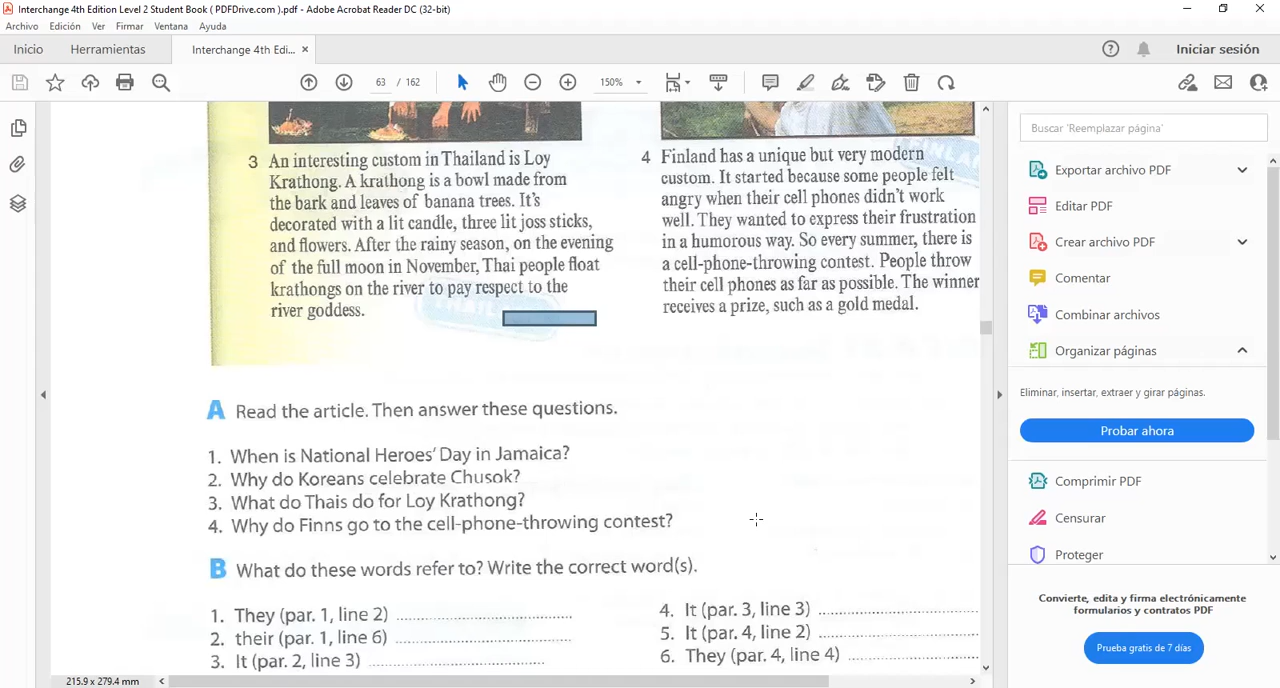 Interchange 4th Edition Level 2 Student Book ( PDFDrive.com ).pdf - Adobe Acrobat Reader DC (32-bit)
Archivo Edición Ver Firmar Ventana Ayuda
Inicio Herramientas Interchange 4th Edi... × Iniciar sesión
63 / 162 150%
3 An interesting custom in Thailand is Loy
Krathong. A krathong is a bowl made from
the bark and leaves of banana trees. It's
decorated with a lit candle, three lit joss sticks,
and flowers. After the rainy season, on the evening
of the full moon in November, Thai people float
krathongs on the river to pay respect to the
river goddess.
4 Finland has a unique but very modern
custom. It started because some people felt
angry when their cell phones didn't work
well. They wanted to express their frustration
in a humorous way. So every summer, there is
a cell-phone-throwing contest. People throw
their cell phones as far as possible. The winner
receives a prize, such as a gold medal.
A Read the article. Then answer these questions.
1. When is National Heroes' Day in Jamaica?
2. Why do Koreans celebrate Chusok?
3. What do Thais do for Loy Krathong?
4. Why do Finns go to the cell-phone-throwing contest?
B What do these words refer to? Write the correct word(s).
1. They (par. 1, line 2)
2. their (par. 1, line 6)
3. It (par. 2, line 3)
4. It (par. 3, line 3)
5. It (par. 4, line 2)
6. They (par. 4, line 4)
215.9 x 279.4 mm
Buscar 'Reemplazar página'
Exportar archivo PDF
Editar PDF
Crear archivo PDF
Comentar
Combinar archivos
Organizar páginas
Eliminar, insertar, extraer y girar páginas.
Probar ahora
Comprimir PDF
Censurar
Proteger
Convierte, edita y firma electrónicamente
formularios y contratos PDF
Prueba gratis de 7 días